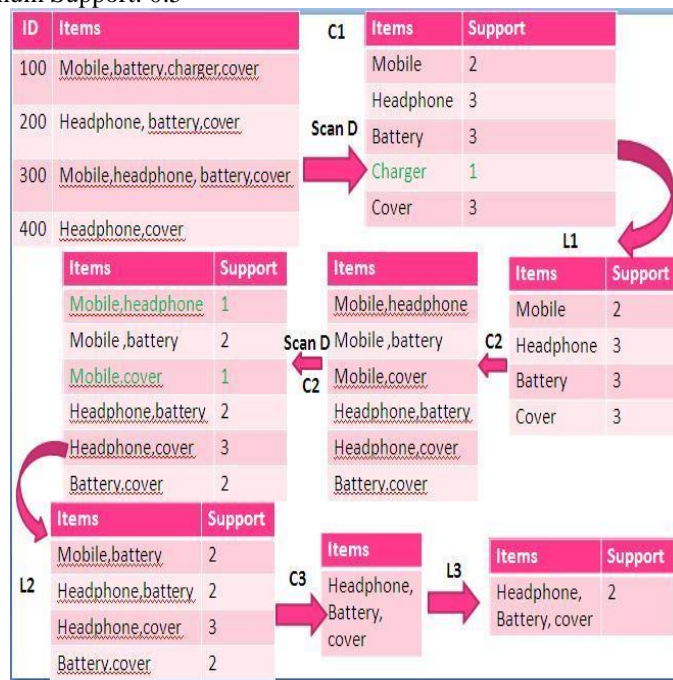 ID Items
100 Mobile,battery.charger,cover
200 Headphone, battery,cover
300 Mobile,headphone, battery,cover
400 Headphone,cover
C1
Scan D
Items Support
Mobile 2
Headphone 3
Battery 3
Charger 1
Cover 3
L1
Items Support
Mobile 2
Headphone 3
Battery 3
Cover 3
C2
Items
Mobile,headphone
Mobile ,battery
Mobile,cover
Headphone,battery
Headphone,cover
Battery.cover
Scan D
C2
Items Support
Mobile,headphone 1
Mobile ,battery 2
Mobile,cover 1
Headphone,battery 2
Headphone,cover 3
Battery.cover 2
L2
Items Support
Mobile,battery 2
Headphone,battery 2
Headphone,cover 3
Battery.cover 2
C3
Items
Headphone,
Battery,
cover
L3
Items Support
Headphone, 2
Battery, cover